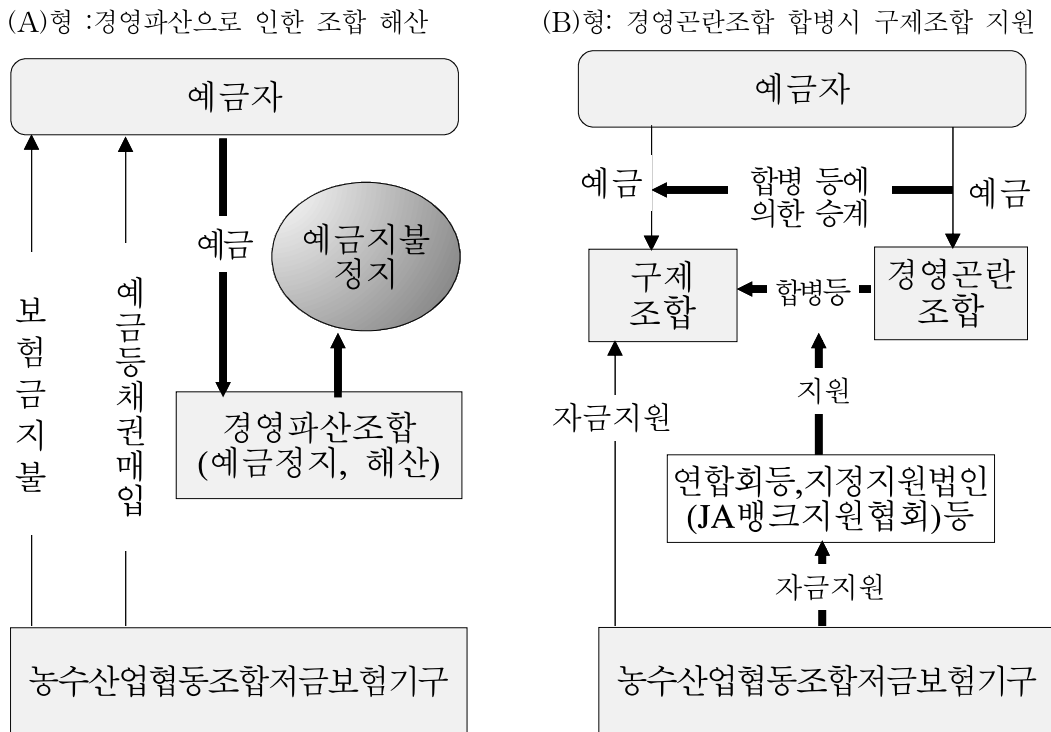 (A)형 :경영파산으로 인한 조합 해산
예금자
예금
예금지불
정지
보험금지불
예금등채권매입
경영파산조합
(예금정지, 해산)
농수산업협동조합저금보험기구
(B)형: 경영곤란조합 합병시 구제조합 지원
예금자
예금
합병 등에
의한 승계
예금
구제
조합
합병등
경영곤란
조합
지원
자금지원
연합회등,지정지원법인
(JA뱅크지원협회)등
자금지원
농수산업협동조합저금보험기구